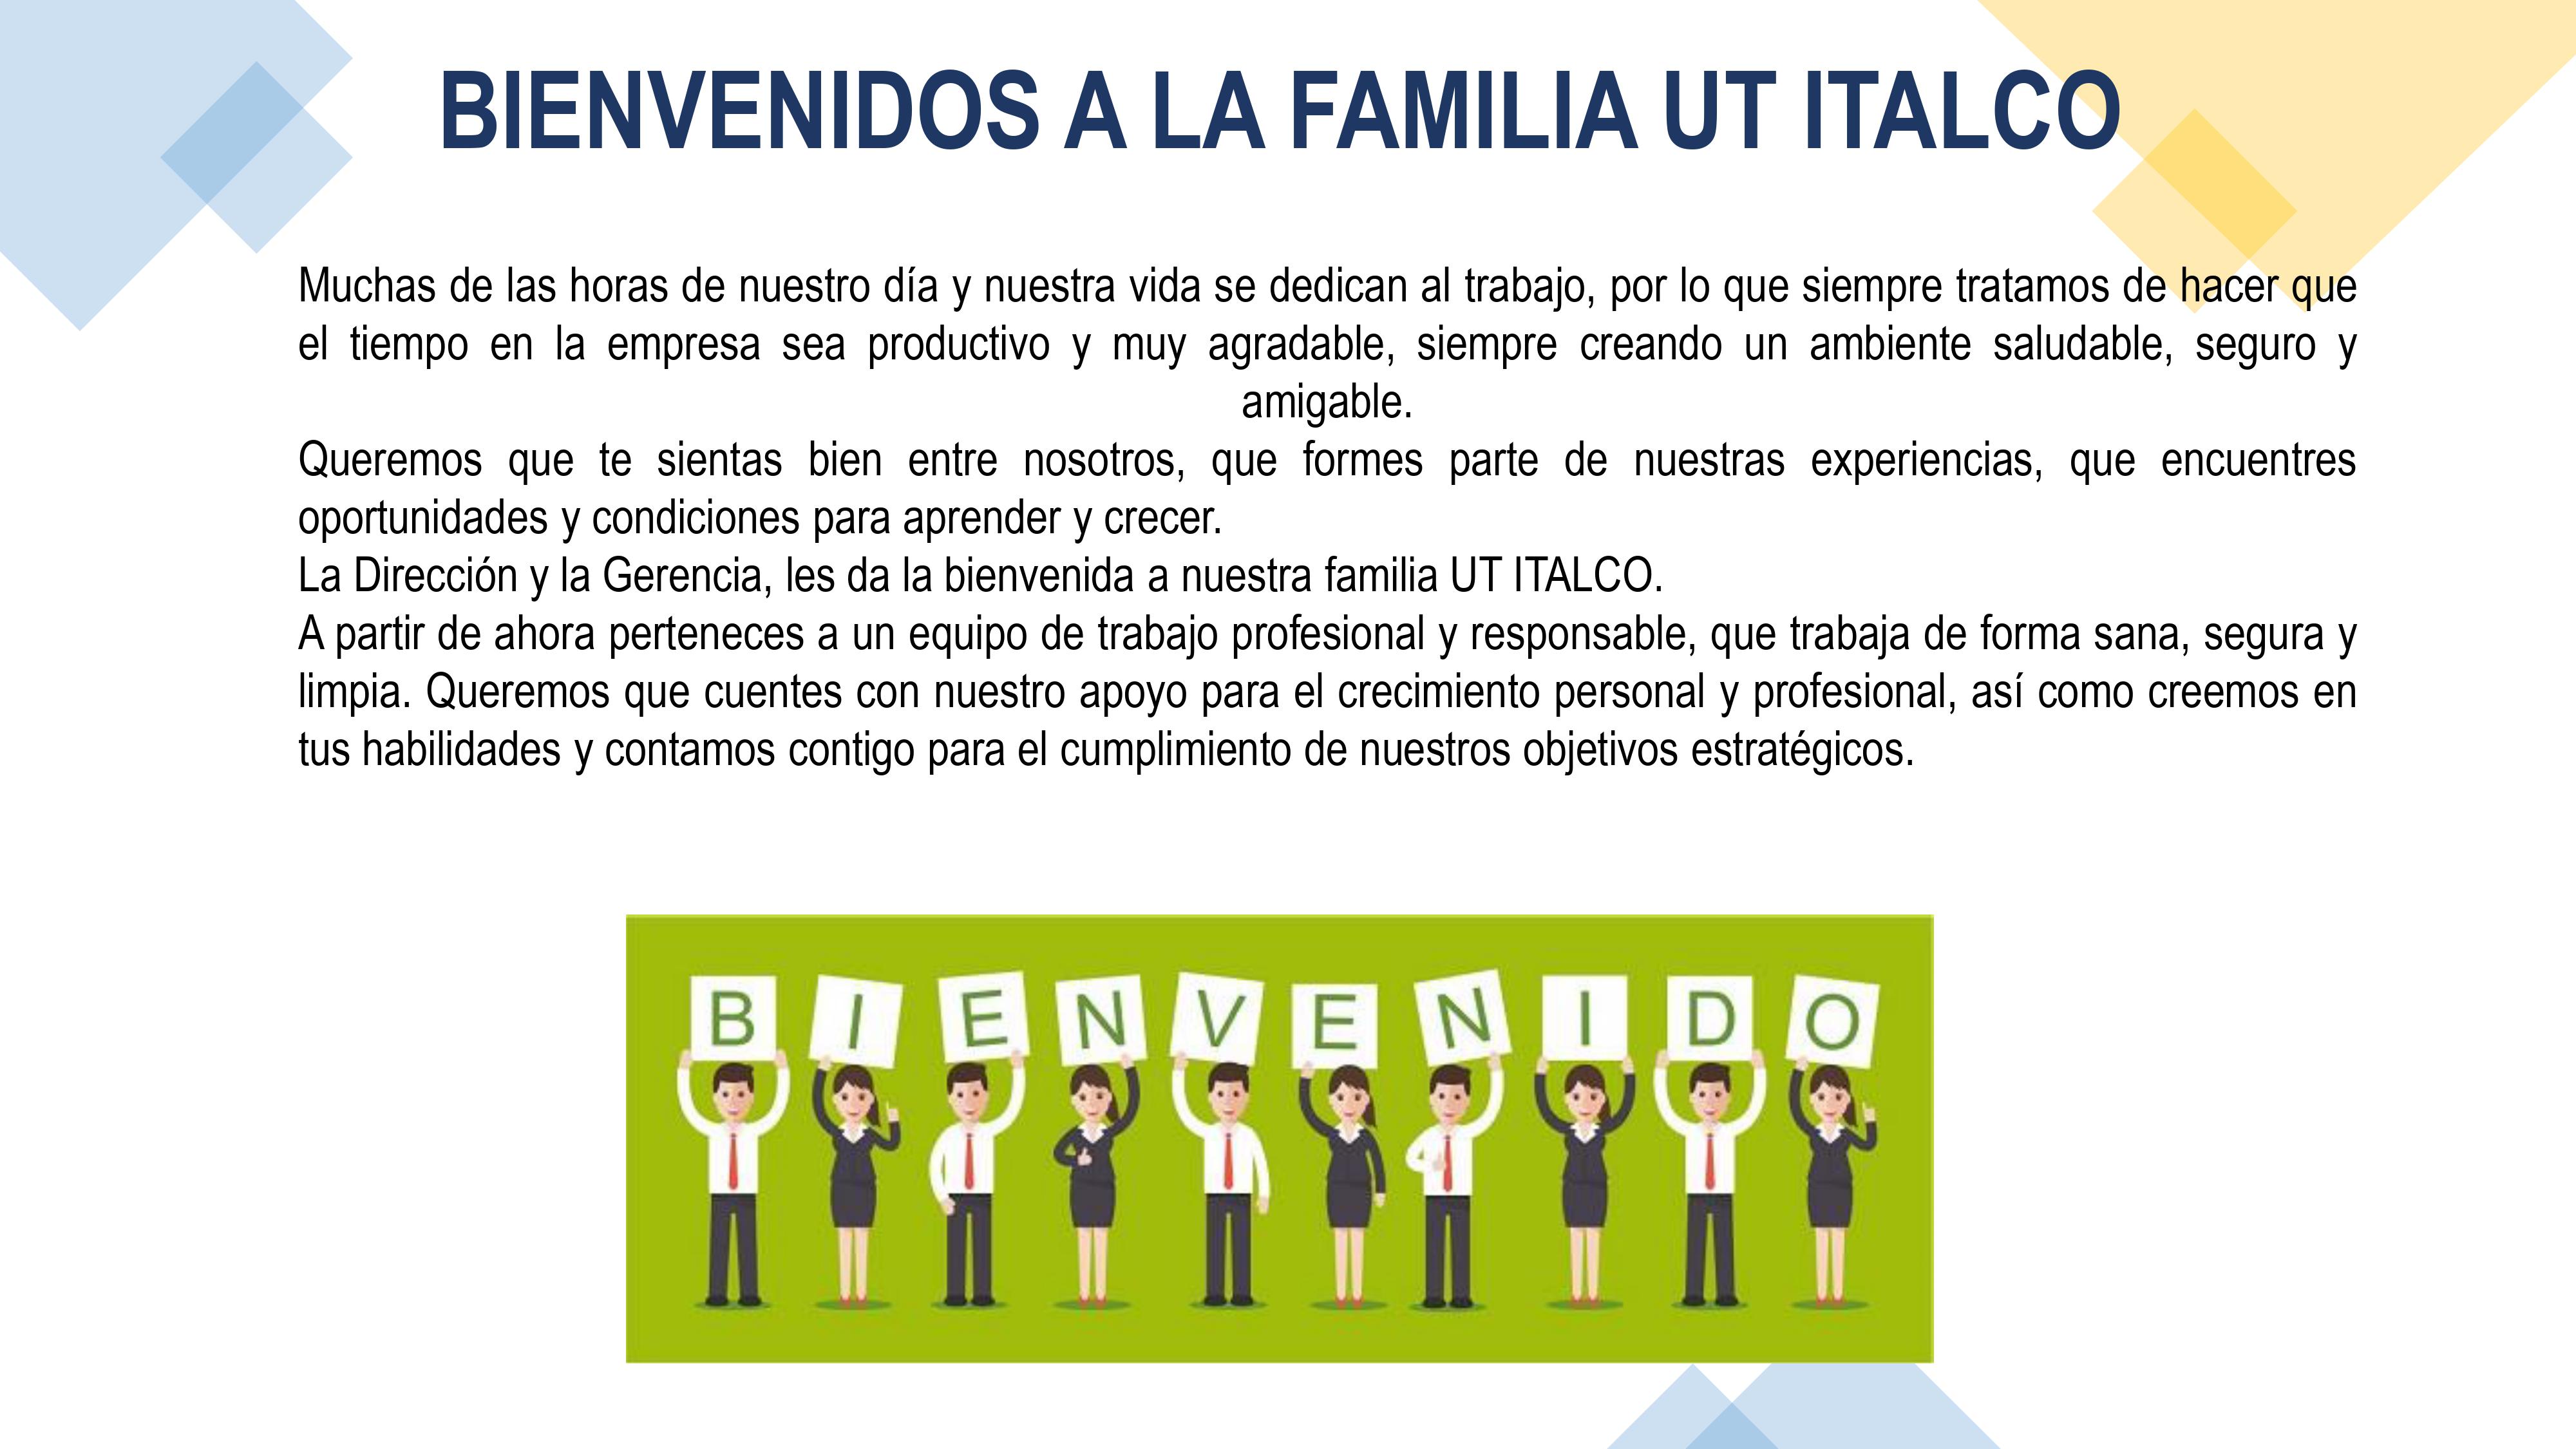 BIENVENIDOS A LA FAMILIA UT ITALCO
Muchas de las horas de nuestro día y nuestra vida se dedican al trabajo, por lo que siempre tratamos de hacer que
el tiempo en la empresa sea productivo y muy agradable, siempre creando un ambiente saludable, seguro y
amigable.
Queremos que te sientas bien entre nosotros, que formes parte de nuestras experiencias, que encuentres
oportunidades y condiciones para aprender y crecer.
La Dirección y la Gerencia, les da la bienvenida a nuestra familia UT ITALCO.
A partir de ahora perteneces a un equipo de trabajo profesional y responsable, que trabaja de forma sana, segura y
limpia. Queremos que cuentes con nuestro apoyo para el crecimiento personal y profesional, así como creemos en
tus habilidades y contamos contigo para el cumplimiento de nuestros objetivos estratégicos.
BIENVENIDO